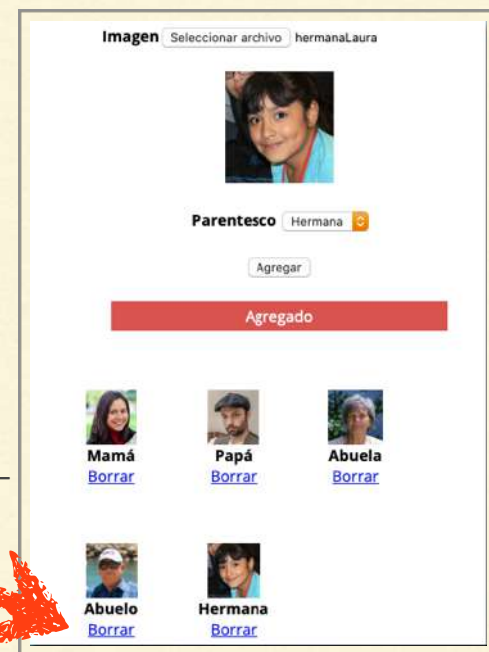 Imagen Seleccionar archivo hermanaLaura
Parentesco Hermana
Agregar
Agregado
Mamá Papá Abuela
Borrar Borrar Borrar
Abuelo Hermana
Borrar Borrar